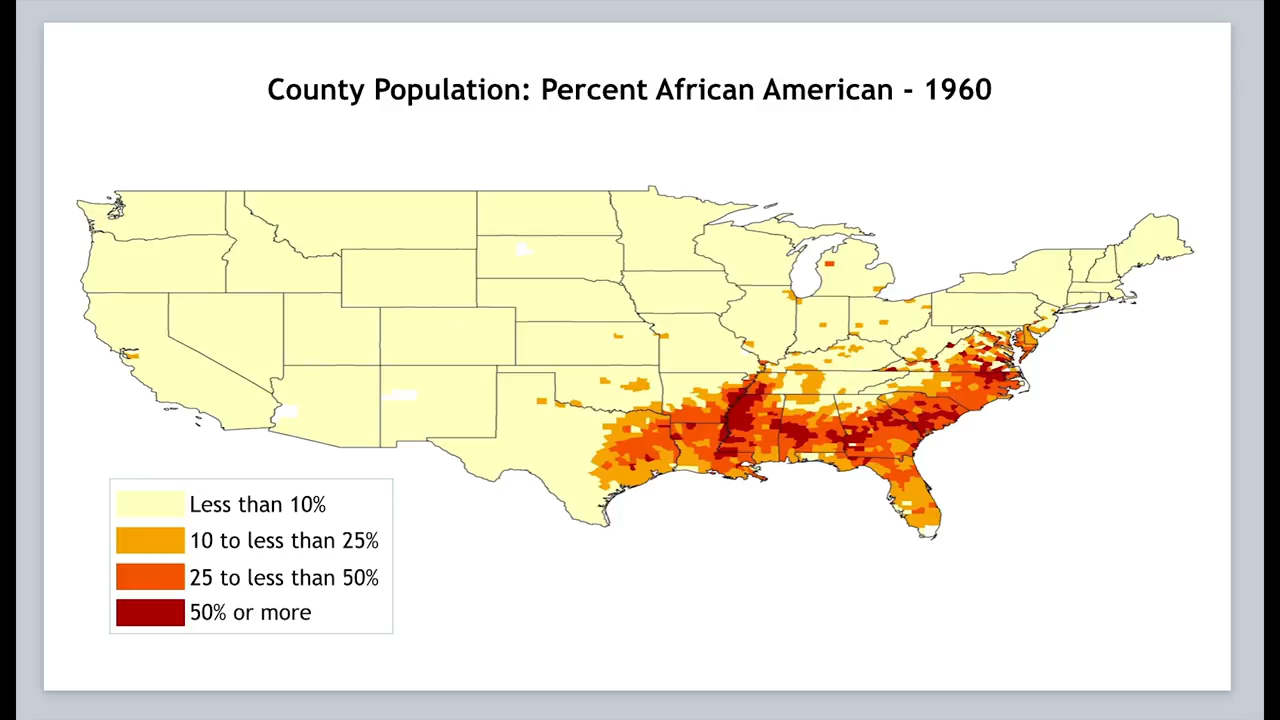 County Population: Percent African American - 1960
Less than 10%
10 to less than 25%
25 to less than 50%
50% or more